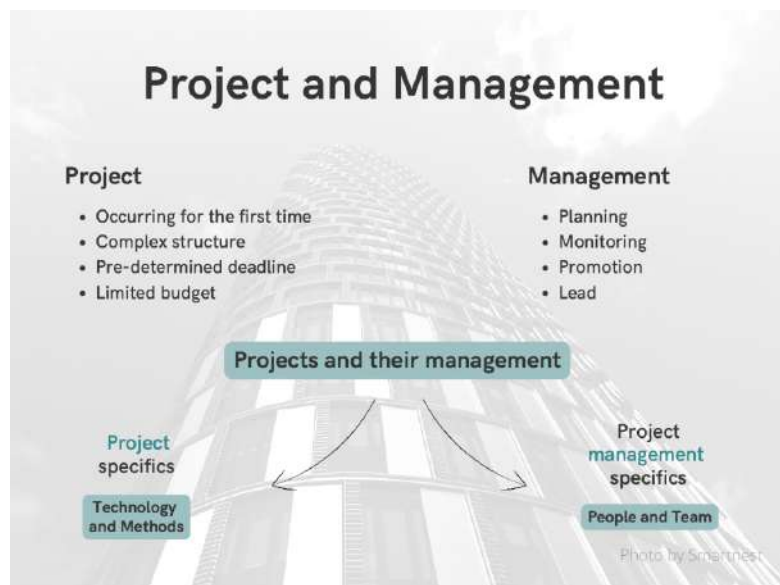 Project and Management
Project
• Occurring for the first time
• Complex structure
• Pre-determined deadline
• Limited budget
Management
• Planning
• Monitoring
• Promotion
• Lead
Projects and their management
Project
specifics
Technology
and Methods
Project
management
specifics
People and Team
Photo by Smartnest